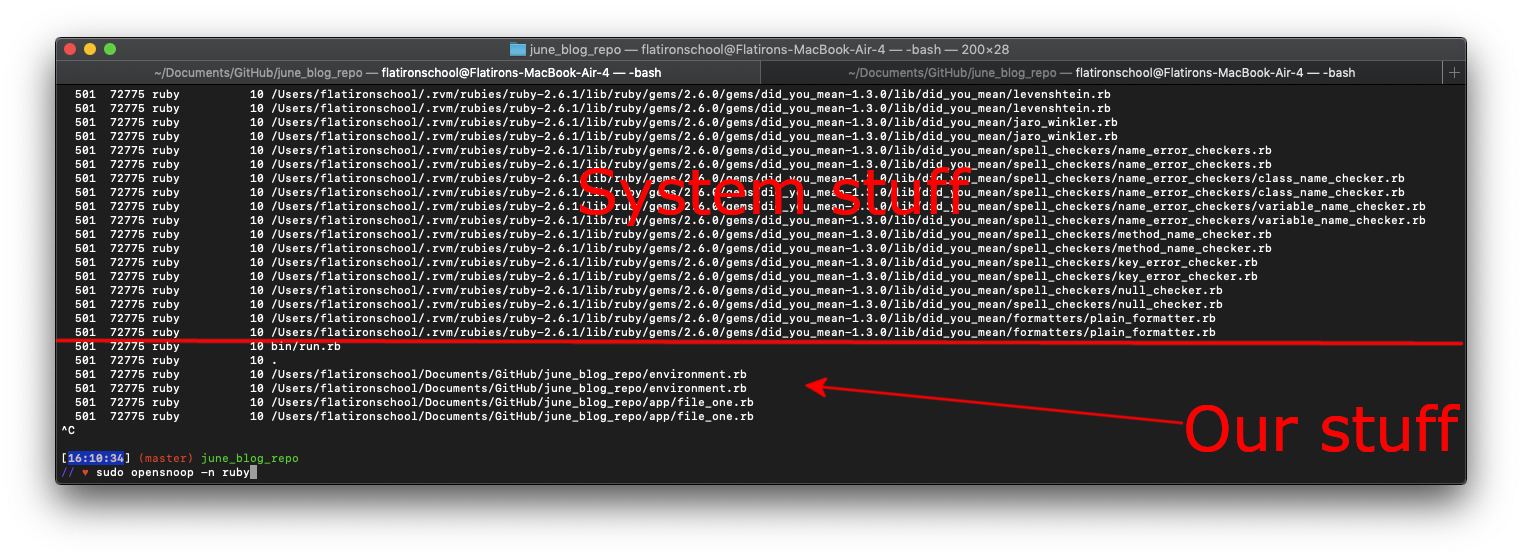 june_blog_repo — flatironschool@Flatirons-MacBook-Air-4 — -bash — 200×28
~/Documents/GitHub/june_blog_repo — flatironschool@Flatirons-MacBook-Air-4 — -bash
~/Documents/GitHub/june_blog_repo — flatironschool@Flatirons-MacBook-Air-4 — -bash
501 72775 ruby 10 /Users/flatironschool/.rvm/rubies/ruby-2.6.1/lib/ruby/gems/2.6.0/gems/did_you_mean-1.3.0/lib/did_you_mean/levenshtein.rb
501 72775 ruby 10 /Users/flatironschool/.rvm/rubies/ruby-2.6.1/lib/ruby/gems/2.6.0/gems/did_you_mean-1.3.0/lib/did_you_mean/levenshtein.rb
501 72775 ruby 10 /Users/flatironschool/.rvm/rubies/ruby-2.6.1/lib/ruby/gems/2.6.0/gems/did_you_mean-1.3.0/lib/did_you_mean/jaro_winkler.rb
501 72775 ruby 10 /Users/flatironschool/.rvm/rubies/ruby-2.6.1/lib/ruby/gems/2.6.0/gems/did_you_mean-1.3.0/lib/did_you_mean/jaro_winkler.rb
501 72775 ruby 10 /Users/flatironschool/.rvm/rubies/ruby-2.6.1/lib/ruby/gems/2.6.0/gems/did_you_mean-1.3.0/lib/did_you_mean/spell_checkers/name_error_checkers.rb
501 72775 ruby 10 /Users/flatironschool/.rvm/rubies/ruby-2.6.1/lib/ruby/gems/2.6.0/gems/did_you_mean-1.3.0/lib/did_you_mean/spell_checkers/name_error_checkers.rb
501 72775 ruby 10 /Users/flatironschool/.rvm/rubies/ruby-2.6.1/lib/ruby/gems/2.6.0/gems/did_you_mean-1.3.0/lib/did_you_mean/spell_checkers/name_error_checkers/class_name_checker.rb
501 72775 ruby 10 /Users/flatironschool/.rvm/rubies/ruby-2.6.1/lib/ruby/gems/2.6.0/gems/did_you_mean-1.3.0/lib/did_you_mean/spell_checkers/name_error_checkers/class_name_checker.rb
System stuff
501 72775 ruby 10 /Users/flatironschool/.rvm/rubies/ruby-2.6.1/lib/ruby/gems/2.6.0/gems/did_you_mean-1.3.0/lib/did_you_mean/spell_checkers/name_error_checkers/variable_name_checker.rb
501 72775 ruby 10 /Users/flatironschool/.rvm/rubies/ruby-2.6.1/lib/ruby/gems/2.6.0/gems/did_you_mean-1.3.0/lib/did_you_mean/spell_checkers/name_error_checkers/variable_name_checker.rb
501 72775 ruby 10 /Users/flatironschool/.rvm/rubies/ruby-2.6.1/lib/ruby/gems/2.6.0/gems/did_you_mean-1.3.0/lib/did_you_mean/spell_checkers/method_name_checker.rb
501 72775 ruby 10 /Users/flatironschool/.rvm/rubies/ruby-2.6.1/lib/ruby/gems/2.6.0/gems/did_you_mean-1.3.0/lib/did_you_mean/spell_checkers/method_name_checker.rb
501 72775 ruby 10 /Users/flatironschool/.rvm/rubies/ruby-2.6.1/lib/ruby/gems/2.6.0/gems/did_you_mean-1.3.0/lib/did_you_mean/spell_checkers/key_error_checker.rb
501 72775 ruby 10 /Users/flatironschool/.rvm/rubies/ruby-2.6.1/lib/ruby/gems/2.6.0/gems/did_you_mean-1.3.0/lib/did_you_mean/spell_checkers/key_error_checker.rb
501 72775 ruby 10 /Users/flatironschool/.rvm/rubies/ruby-2.6.1/lib/ruby/gems/2.6.0/gems/did_you_mean-1.3.0/lib/did_you_mean/spell_checkers/null_checker.rb
501 72775 ruby 10 /Users/flatironschool/.rvm/rubies/ruby-2.6.1/lib/ruby/gems/2.6.0/gems/did_you_mean-1.3.0/lib/did_you_mean/spell_checkers/null_checker.rb
501 72775 ruby 10 /Users/flatironschool/.rvm/rubies/ruby-2.6.1/lib/ruby/gems/2.6.0/gems/did_you_mean-1.3.0/lib/did_you_mean/formatters/plain_formatter.rb
501 72775 ruby 10 /Users/flatironschool/.rvm/rubies/ruby-2.6.1/lib/ruby/gems/2.6.0/gems/did_you_mean-1.3.0/lib/did_you_mean/formatters/plain_formatter.rb
501 72775 ruby 10 bin/run.rb
501 72775 ruby 10 .
501 72775 ruby 10 /Users/flatironschool/Documents/GitHub/june_blog_repo/environment.rb
501 72775 ruby 10 /Users/flatironschool/Documents/GitHub/june_blog_repo/environment.rb
501 72775 ruby 10 /Users/flatironschool/Documents/GitHub/june_blog_repo/app/file_one.rb
501 72775 ruby 10 /Users/flatironschool/Documents/GitHub/june_blog_repo/app/file_one.rb
Our stuff
^C
[16:10:34] (master) june_blog_repo
// ♥ sudo opensnoop -n ruby